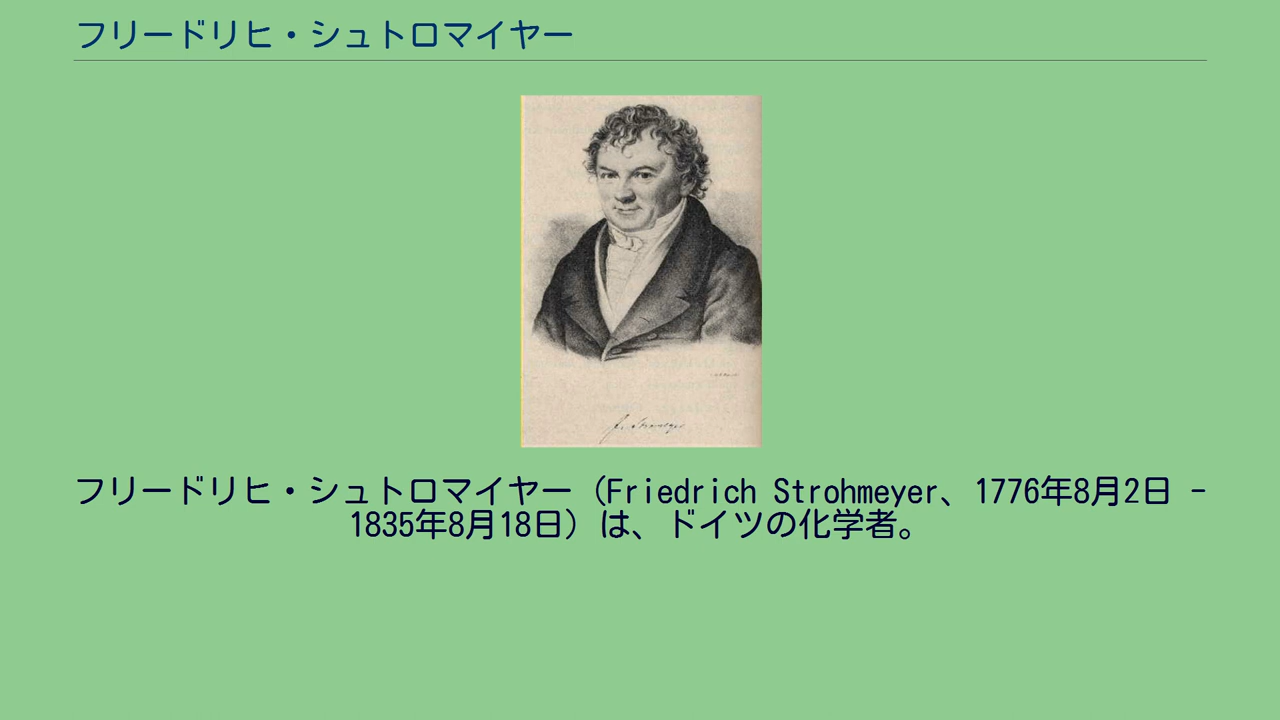 フリードリヒ・シュトロマイヤー
フリードリヒ・シュトロマイヤー（Friedrich Strohmeyer、1776年8月2日 -
1835年8月18日）は、ドイツの化学者。